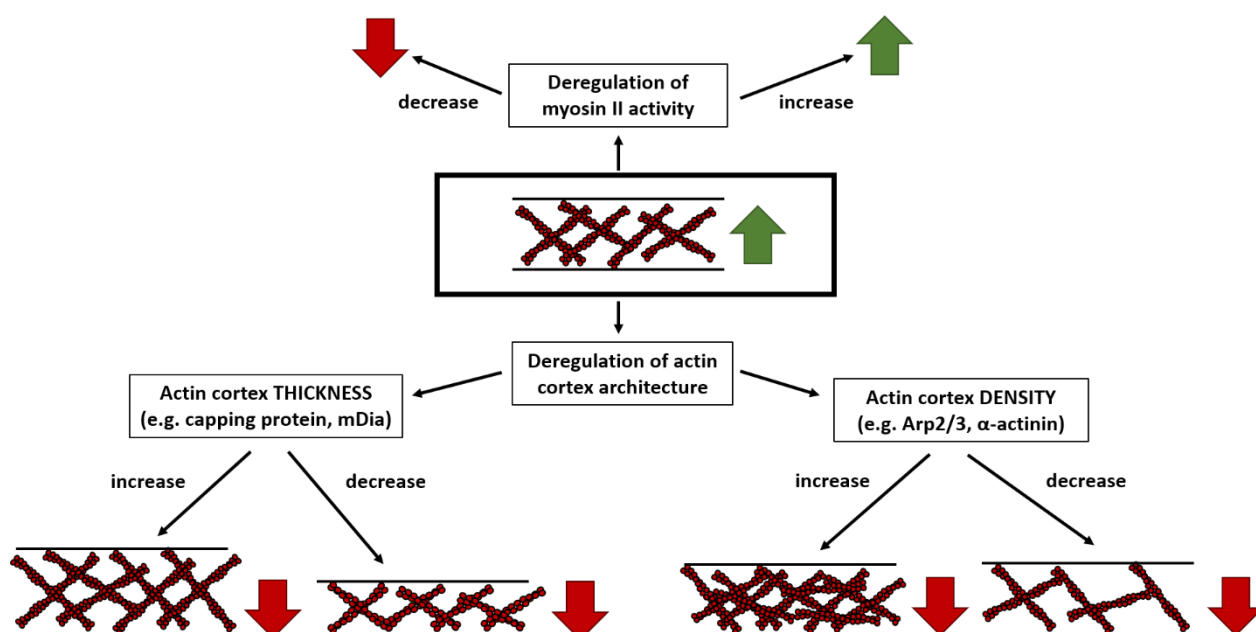 Deregulation of
myosin II activity
decrease
increase
Deregulation of actin
cortex architecture
Actin cortex THICKNESS
(e.g. capping protein, mDia)
Actin cortex DENSITY
(e.g. Arp2/3, α-actinin)
increase
decrease
increase
decrease